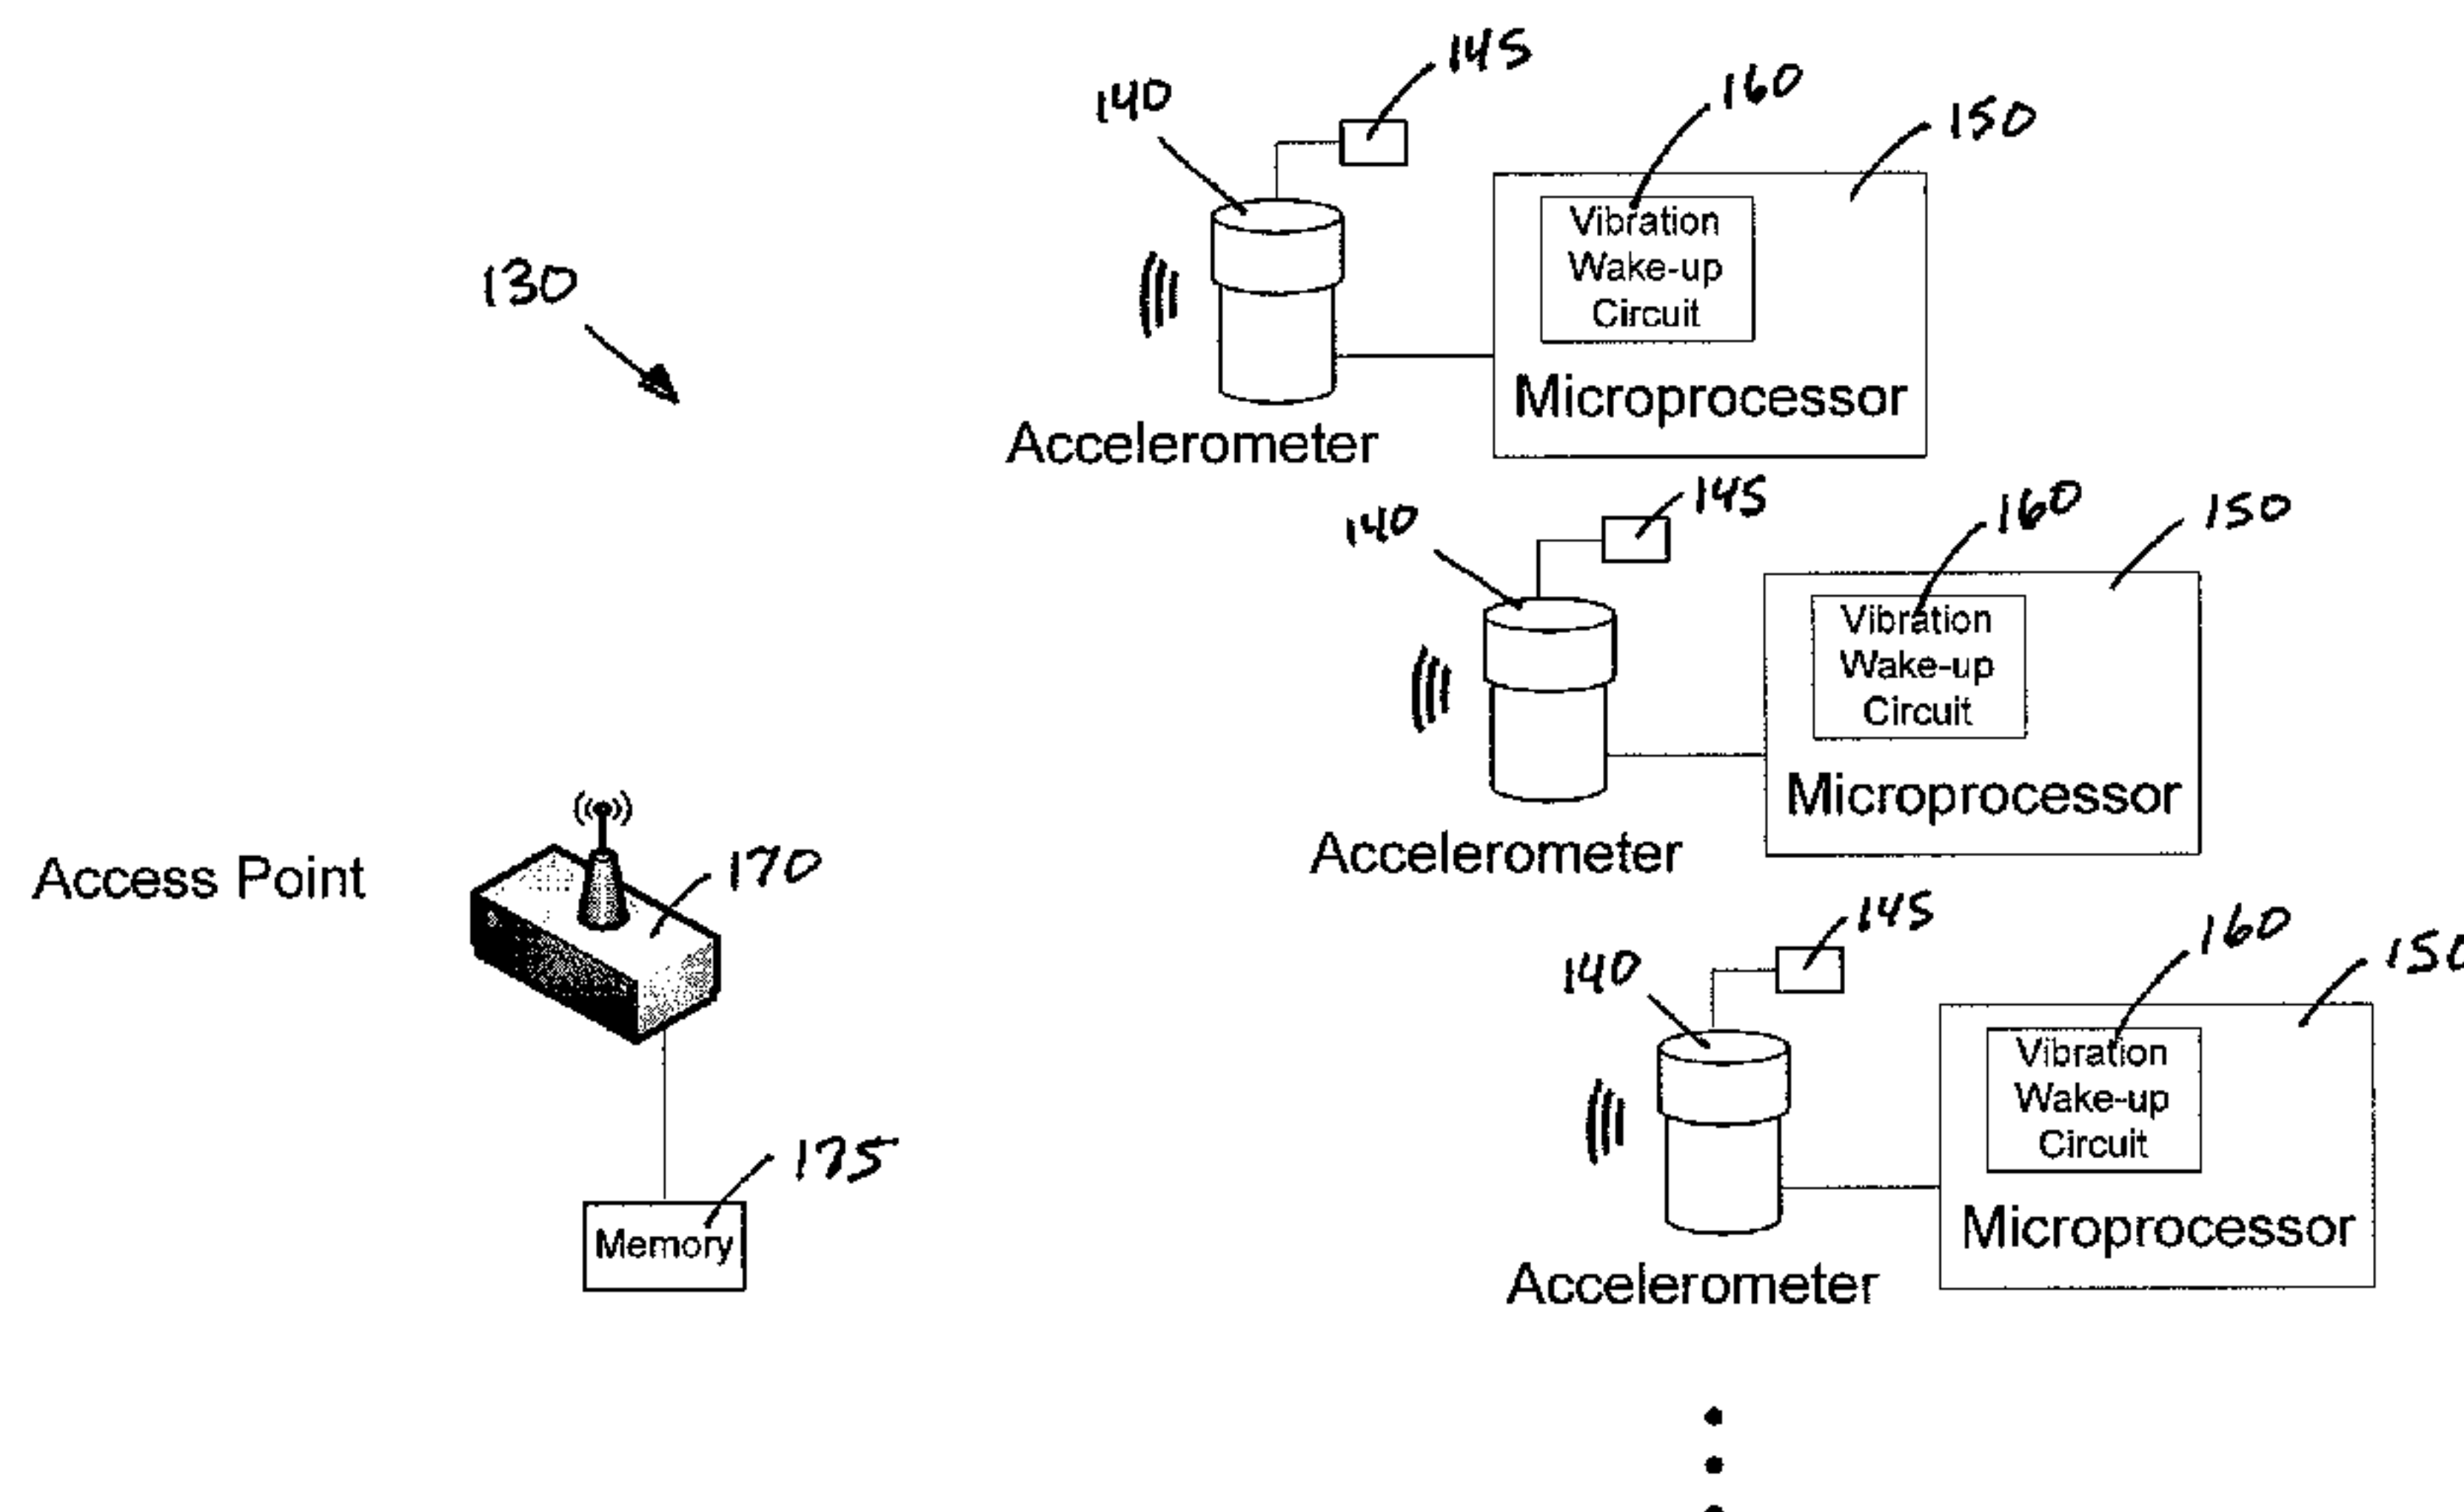 145
140
160
150
Vibration
Wake-up
Circuit
130
Microprocessor
Accelerometer
145
140
160
150
Vibration
Wake-up
Circuit
Microprocessor
Accelerometer
Access Point
170
145
140
160
150
Vibration
Wake-up
Circuit
175
Microprocessor
Memory
Accelerometer